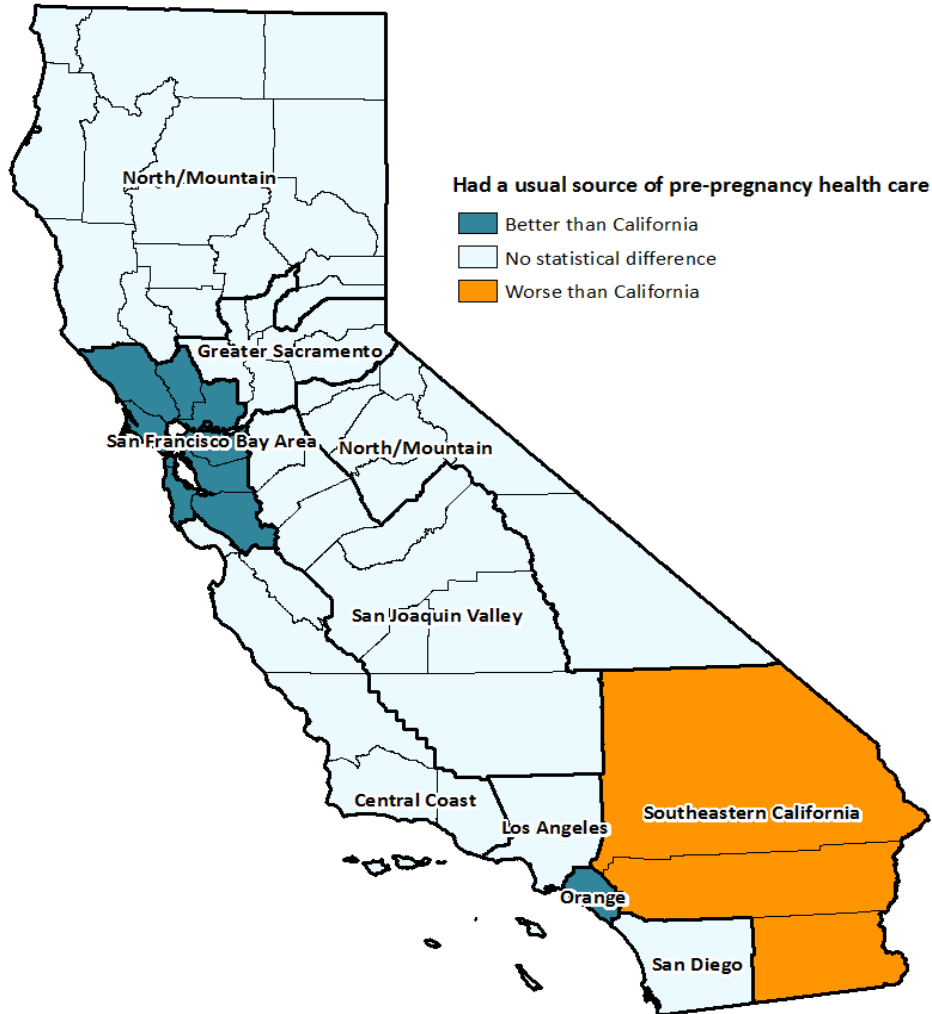 North/Mountain
Had a usual source of pre-pregnancy health care
Better than California
No statistical difference
Worse than California
Greater Sacramento
San Francisco Bay Area
North/Mountain
San Joaquin Valley
Central Coast
Los Angeles
Southeastern California
Orange
San Diego